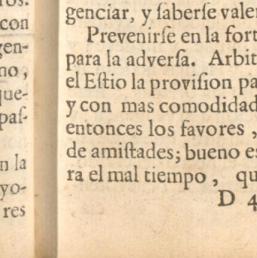 ros.
con
gen-
no,
que-
pas-
n la
yo-
res
genciar, y ſaberſe valer
Prevenirſe en la fort
para la adverſa. Arbit
el Eſtio la proviſion pa
y con mas comodidad
entonces los favores,
de amiſtades; bueno es
ra el mal tiempo, qu
D 4